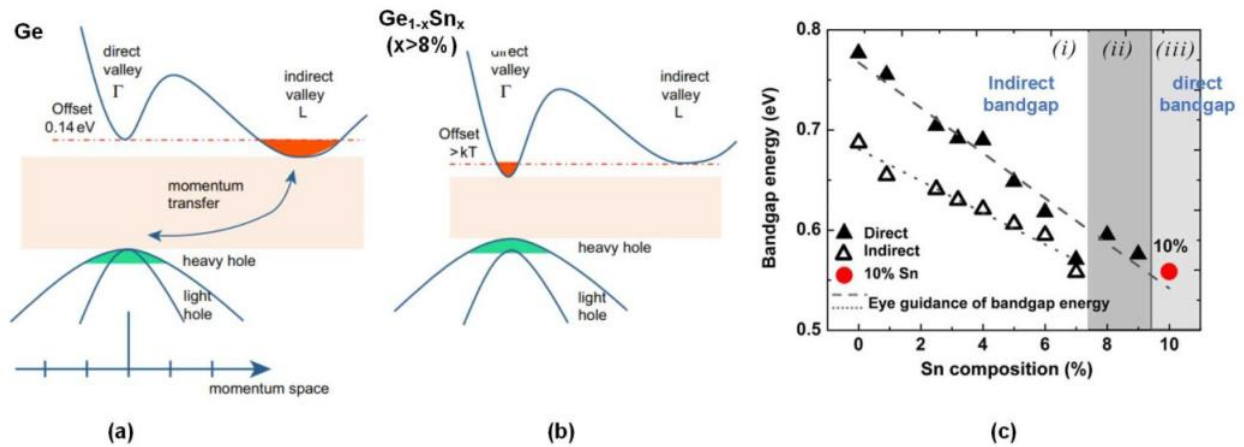 (a)
Ge
direct
valley
Γ
indirect
valley
L
Offset
0.14 eV
momentum
transfer
heavy hole
light
hole
momentum space
(b)
Ge1-xSnx
(x>8%)
direct
valley
Γ
indirect
valley
L
Offset
>kT
heavy hole
light
hole
(c)
0.8
0.7
0.6
0.5
Bandgap energy (eV)
(i)
(ii)
(iii)
Indirect
bandgap
direct
bandgap
10%
Direct
Indirect
10% Sn
Eye guidance of bandgap energy
0 2 4 6 8 10
Sn composition (%)
(a)
(b)
(c)